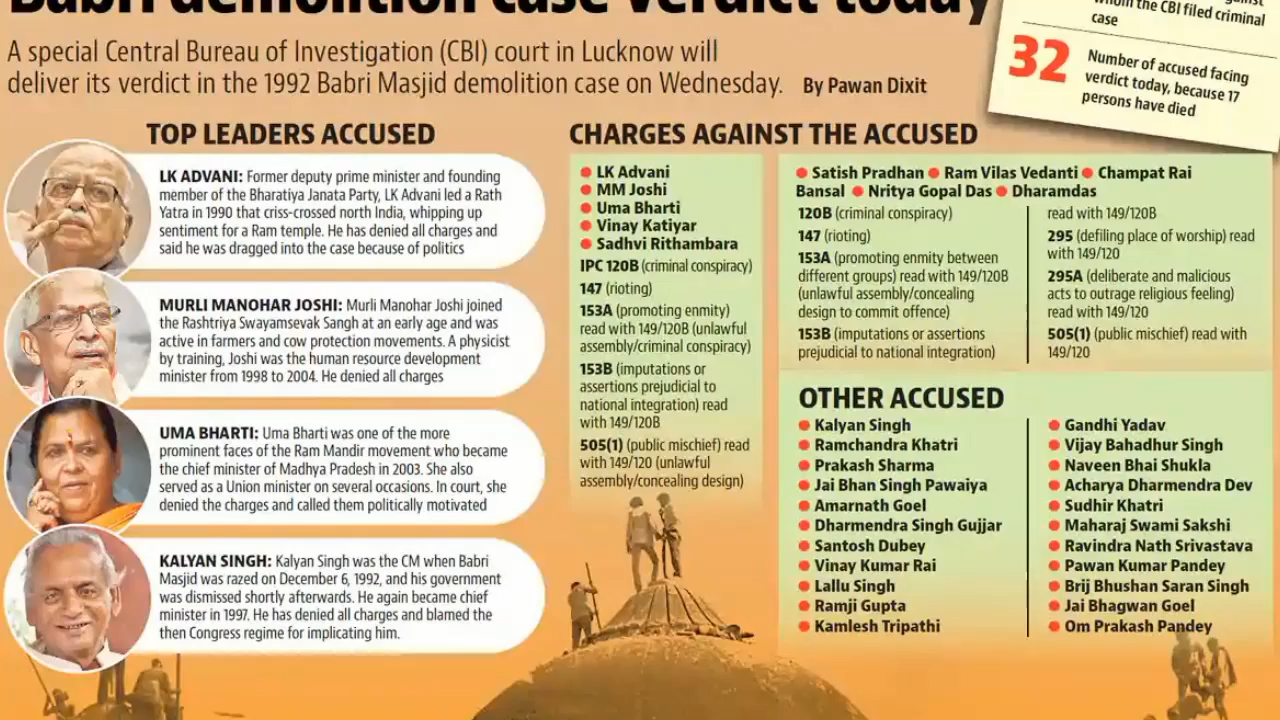 Babri demolition case verdict today
A special Central Bureau of Investigation (CBI) court in Lucknow will
deliver its verdict in the 1992 Babri Masjid demolition case on Wednesday. By Pawan Dixit
whom the CBI filed criminal
case
32
Number of accused facing
verdict today, because 17
persons have died
TOP LEADERS ACCUSED
LK ADVANI: Former deputy prime minister and founding
member of the Bharatiya Janata Party, LK Advani led a Rath
Yatra in 1990 that criss-crossed north India, whipping up
sentiment for a Ram temple. He has denied all charges and
said he was dragged into the case because of politics
MURLI MANOHAR JOSHI: Murli Manohar Joshi joined
the Rashtriya Swayamsevak Sangh at an early age and was
active in farmers and cow protection movements. A physicist
by training, Joshi was the human resource development
minister from 1998 to 2004. He denied all charges
UMA BHARTI: Uma Bharti was one of the more
prominent faces of the Ram Mandir movement who became
the chief minister of Madhya Pradesh in 2003. She also
served as a Union minister on several occasions. In court, she
denied the charges and called them politically motivated
KALYAN SINGH: Kalyan Singh was the CM when Babri
Masjid was razed on December 6, 1992, and his government
was dismissed shortly afterwards. He again became chief
minister in 1997. He has denied all charges and blamed the
then Congress regime for implicating him.
CHARGES AGAINST THE ACCUSED
LK Advani
MM Joshi
Uma Bharti
Vinay Katiyar
Sadhvi Rithambara
IPC 120B (criminal conspiracy)
147 (rioting)
153A (promoting enmity)
read with 149/120B (unlawful
assembly/criminal conspiracy)
153B (imputations or
assertions prejudicial to
national integration) read
with 149/120B
505(1) (public mischief) read
with 149/120 (unlawful
assembly/concealing design)
Satish Pradhan Ram Vilas Vedanti Champat Rai
Bansal Nritya Gopal Das Dharamdas
120B (criminal conspiracy)
147 (rioting)
153A (promoting enmity between
different groups) read with 149/120B
(unlawful assembly/concealing
design to commit offence)
153B (imputations or assertions
prejudicial to national integration)
read with 149/120B
295 (defiling place of worship) read
with 149/120
295A (deliberate and malicious
acts to outrage religious feeling)
read with 149/120
505(1) (public mischief) read with
149/120
OTHER ACCUSED
Kalyan Singh
Ramchandra Khatri
Prakash Sharma
Jai Bhan Singh Pawaiya
Amarnath Goel
Dharmendra Singh Gujjar
Santosh Dubey
Vinay Kumar Rai
Lallu Singh
Ramji Gupta
Kamlesh Tripathi
Gandhi Yadav
Vijay Bahadhur Singh
Naveen Bhai Shukla
Acharya Dharmendra Dev
Sudhir Khatri
Maharaj Swami Sakshi
Ravindra Nath Srivastava
Pawan Kumar Pandey
Brij Bhushan Saran Singh
Jai Bhagwan Goel
Om Prakash Pandey